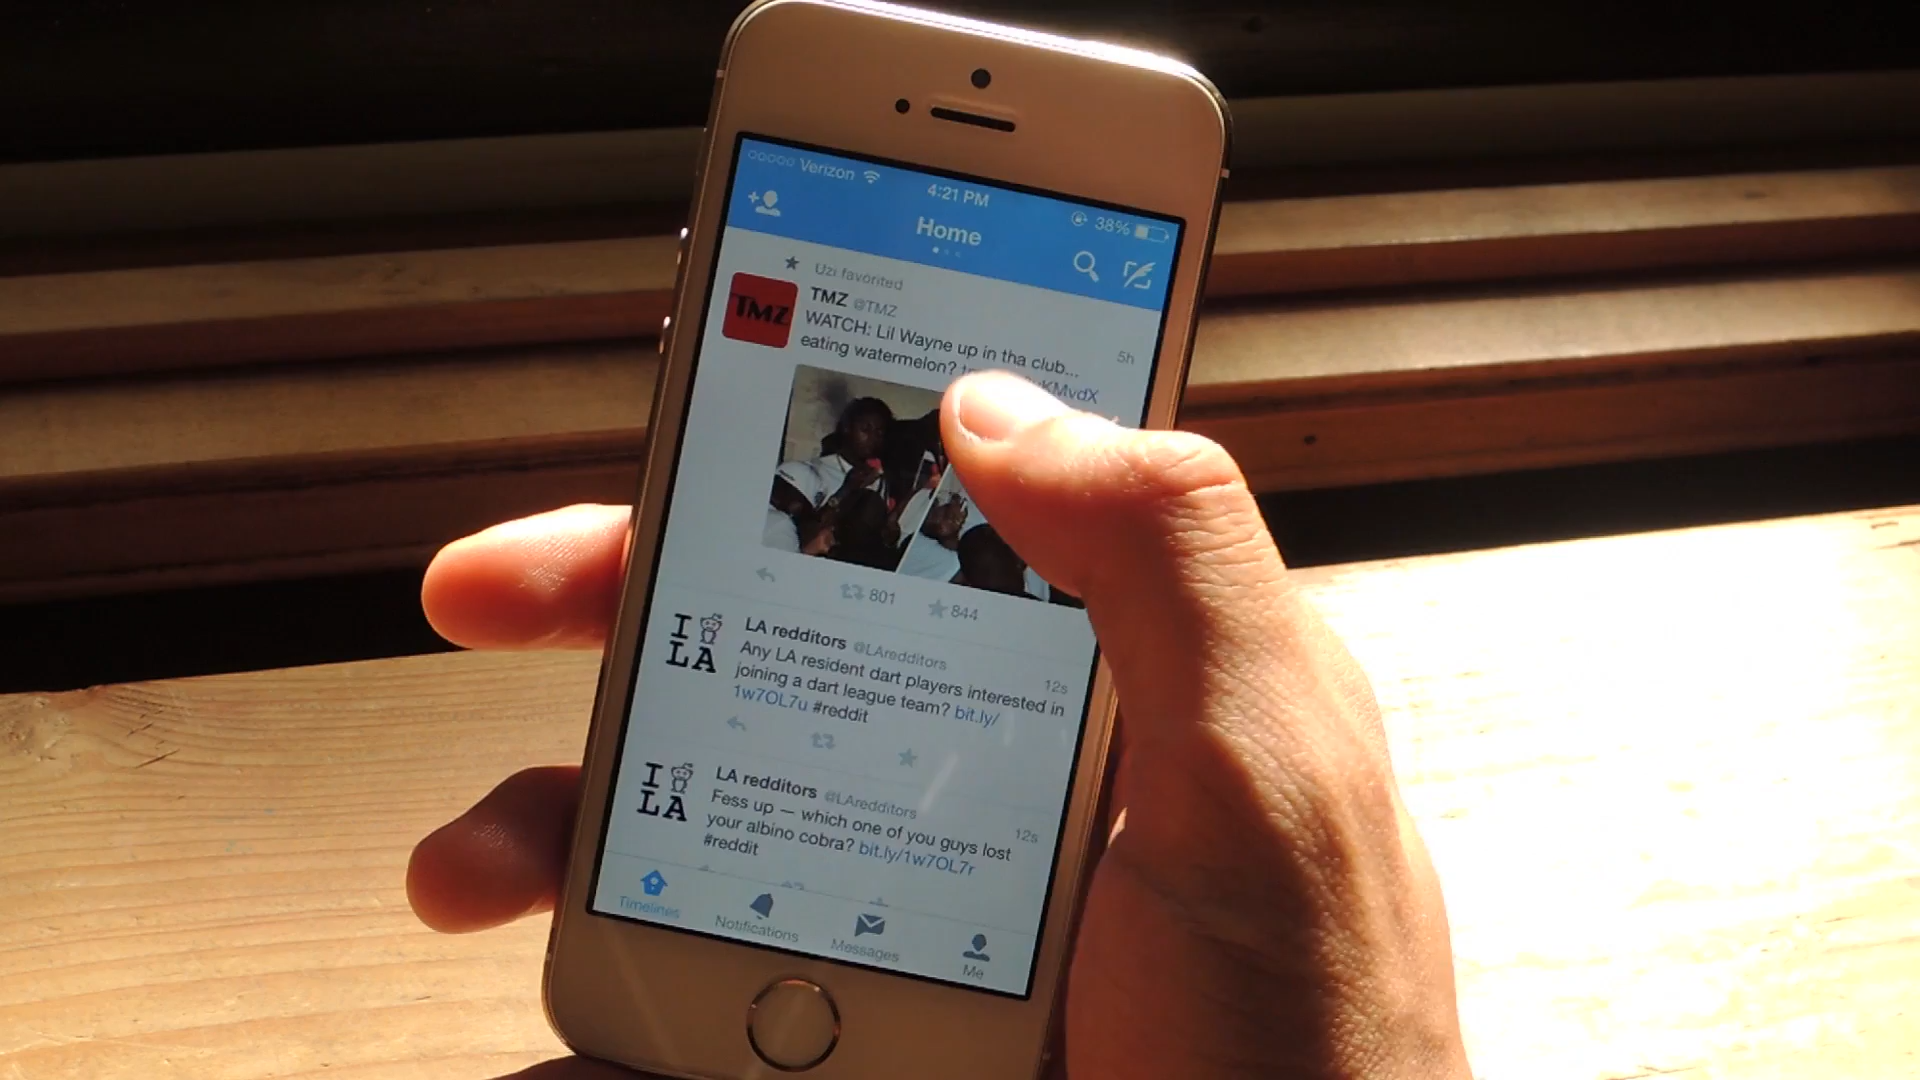 Verizon
4:21 PM
38%
Home
Uzi favorited
TMZ
TMZ @TMZ
5h
WATCH: Lil Wayne up in tha club...
eating watermelon?
801
844
I
LA
LA redditors @LAredditors
12s
Any LA resident dart players interested in
joining a dart league team? bit.ly/
1w7OL7u #reddit
I
LA
LA redditors @LAredditors
12s
Fess up — which one of you guys lost
your albino cobra? bit.ly/1w7OL7r
#reddit
Timelines
Notifications
Messages
Me